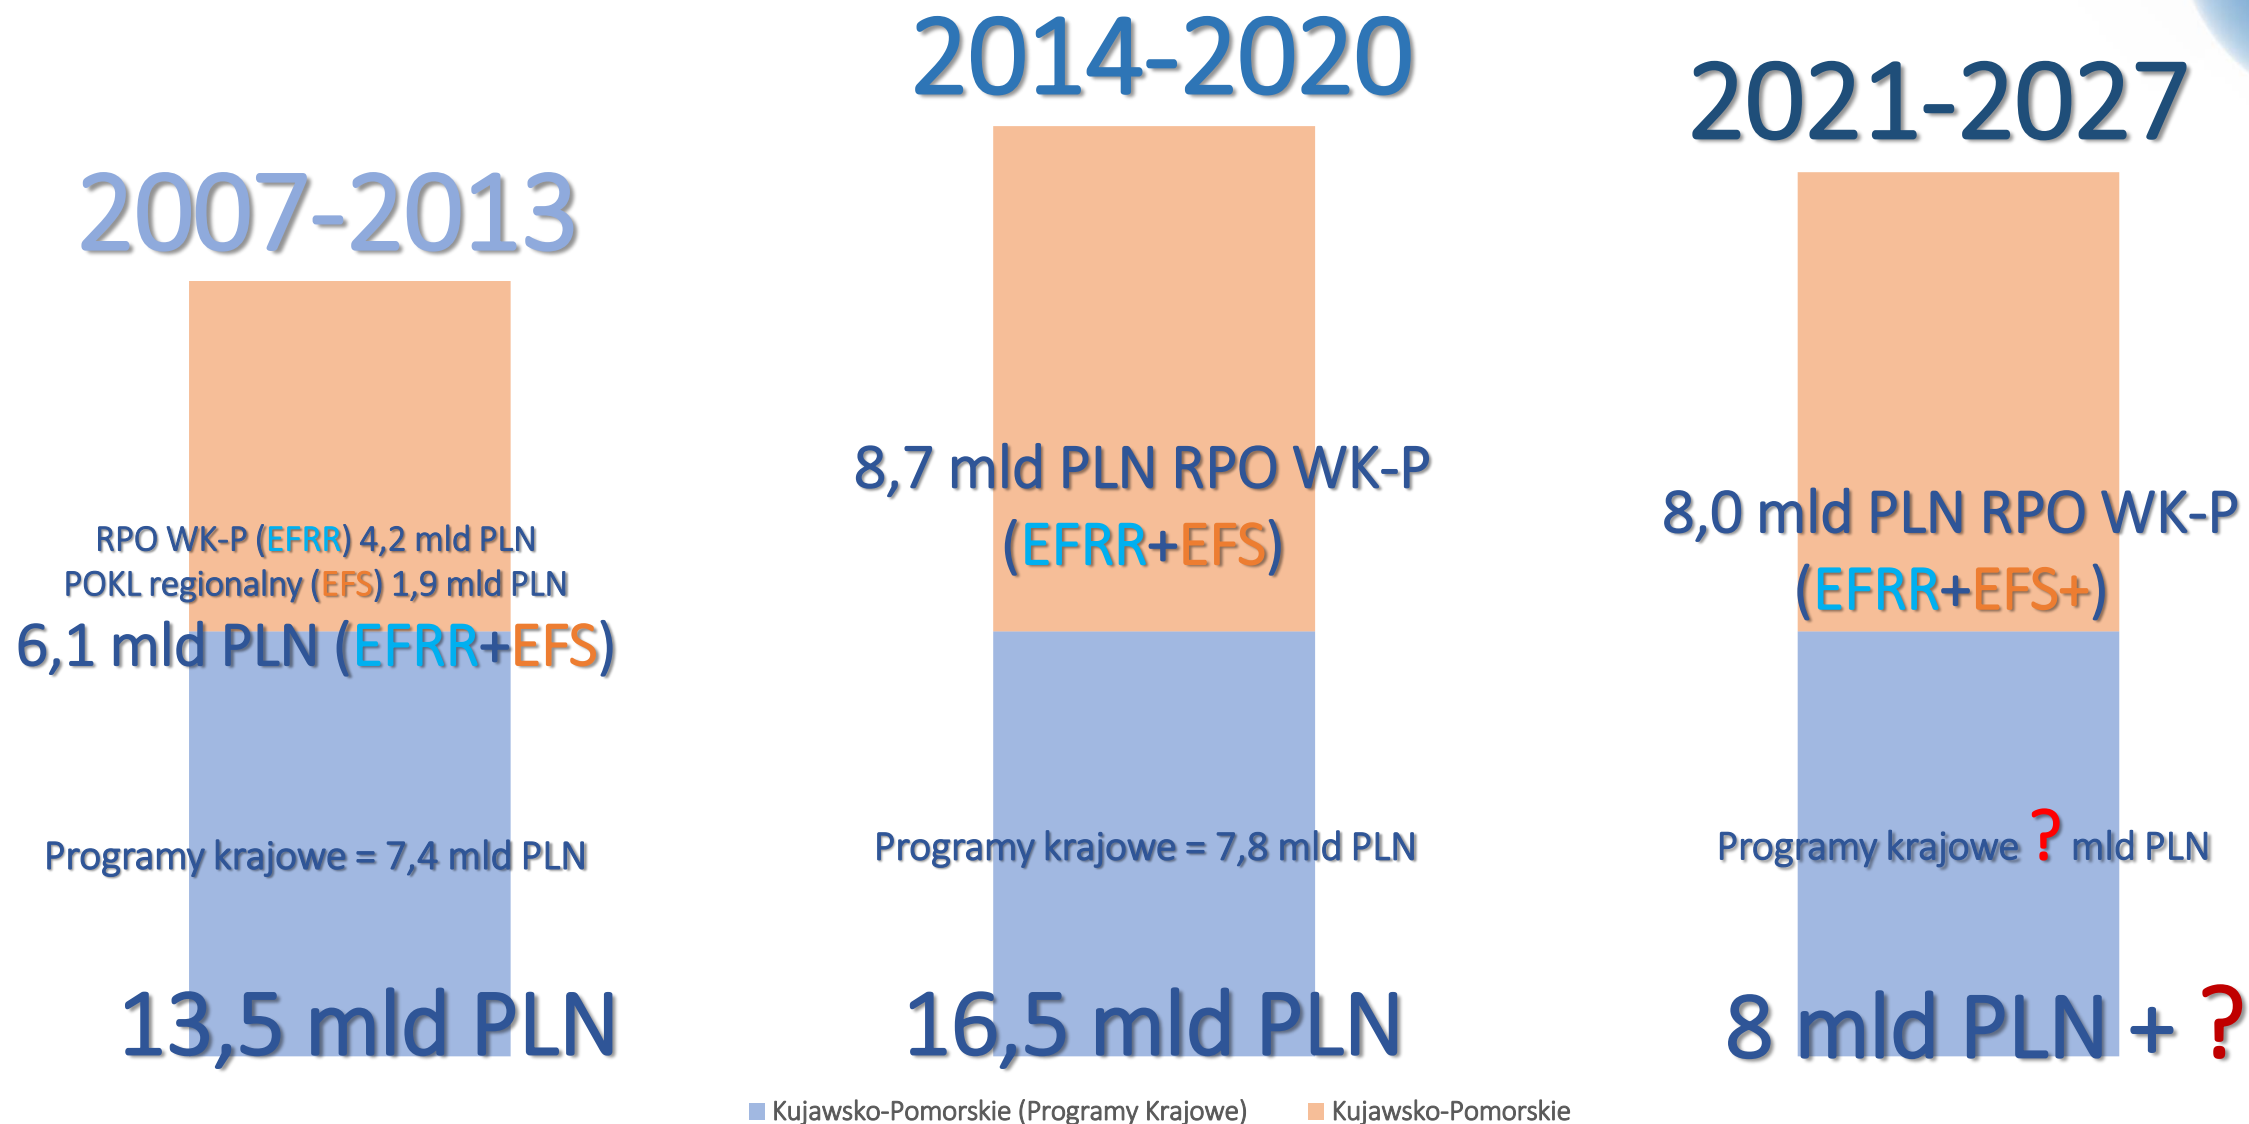 2007-2013
RPO WK-P (EFRR) 4,2 mld PLN
POKL regionalny (EFS) 1,9 mld PLN
6,1 mld PLN (EFRR+EFS)
Programy krajowe = 7,4 mld PLN
13,5 mld PLN
2014-2020
8,7 mld PLN RPO WK-P
(EFRR+EFS)
Programy krajowe = 7,8 mld PLN
16,5 mld PLN
2021-2027
8,0 mld PLN RPO WK-P
(EFRR+EFS+)
Programy krajowe ? mld PLN
8 mld PLN + ?
Kujawsko-Pomorskie (Programy Krajowe)
Kujawsko-Pomorskie